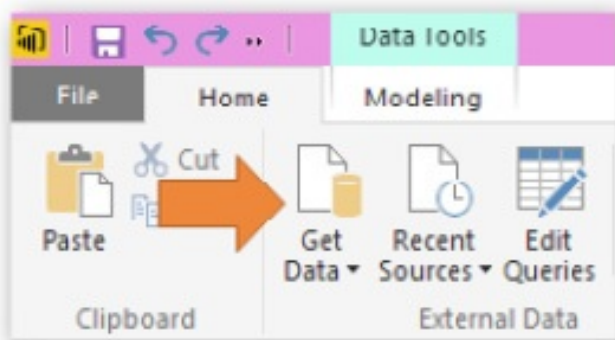 Data Tools
File Home Modeling
Cut
Paste Get Recent Edit
Data Sources Queries
Clipboard External Data